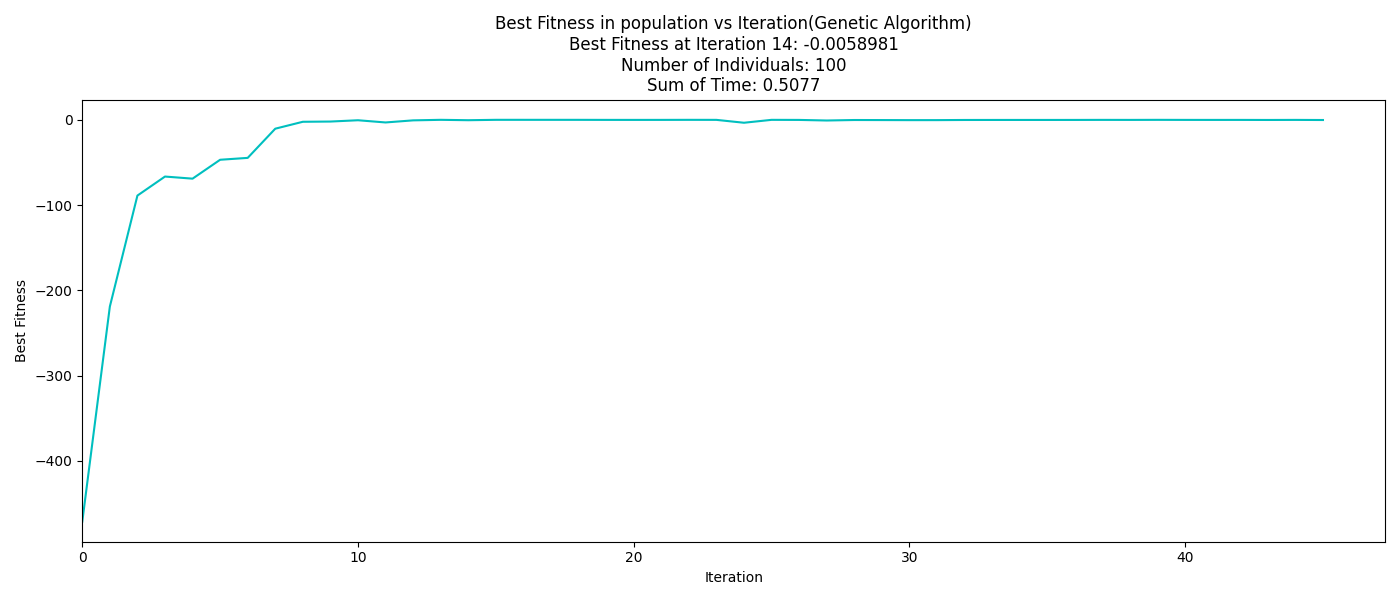 Best Fitness in population vs Iteration(Genetic Algorithm)
Best Fitness at Iteration 14: -0.0058981
Number of Individuals: 100
Sum of Time: 0.5077
0
−100
−200
−300
−400
Best Fitness
0 10 20 30 40
Iteration